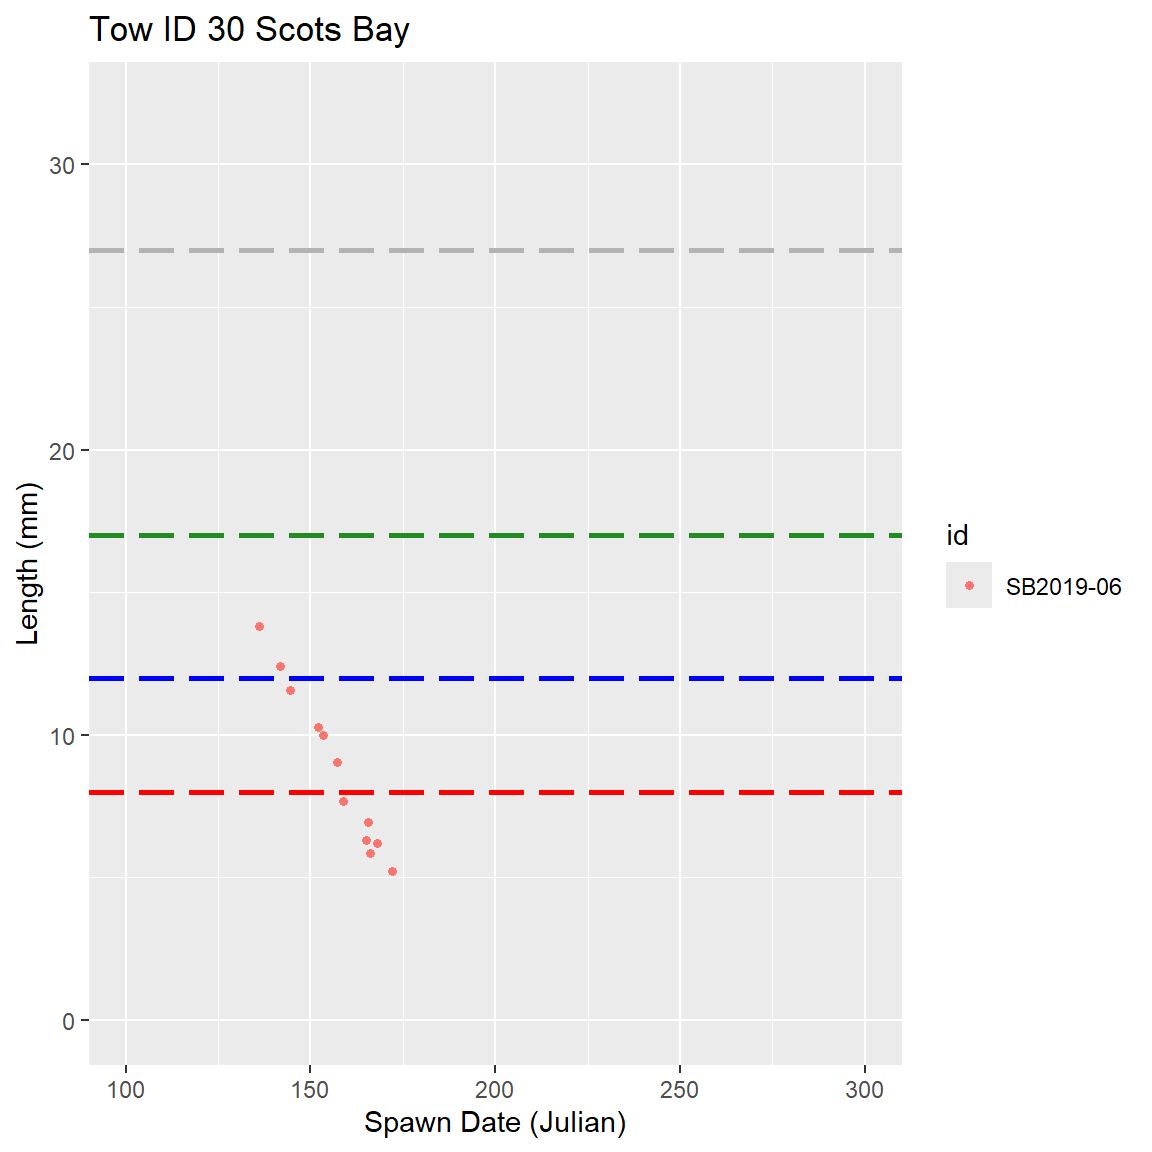 Tow ID 30 Scots Bay
30
20
10
0
Length (mm)
100 150 200 250 300
Spawn Date (Julian)
id
SB2019-06